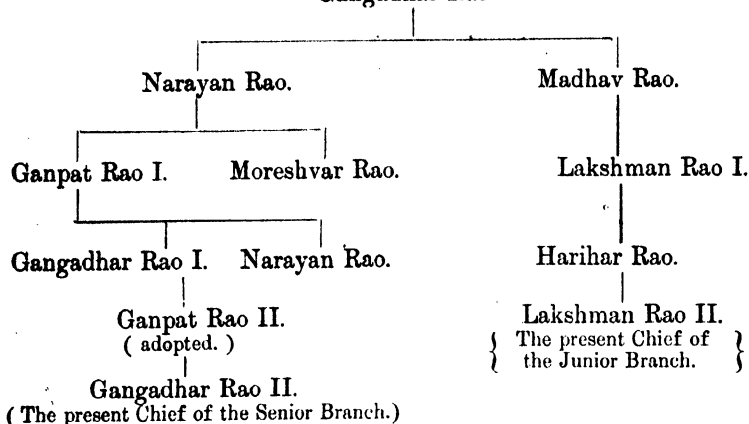 Narayan Rao. Madhav Rao.
Ganpat Rao I. Moreshvar Rao. Lakshman Rao I.
Gangadhar Rao I. Narayan Rao. Harihar Rao.
Ganpat Rao II. Lakshman Rao II.
( adopted. ) { The present Chief of }
{ the Junior Branch. }
Gangadhar Rao II.
( The present Chief of the Senior Branch.)